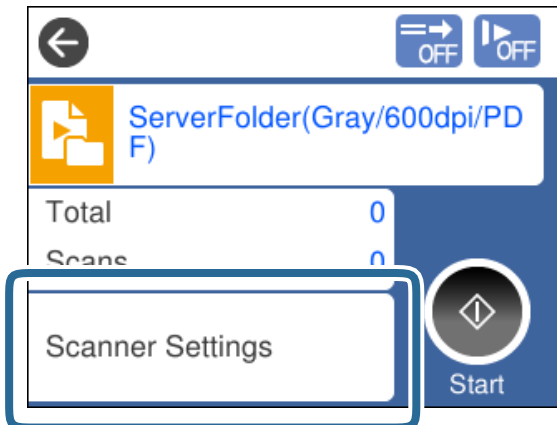 OFF OFF
ServerFolder(Gray/600dpi/PD
F)
Total 0
Scans 0
Scanner Settings
Start